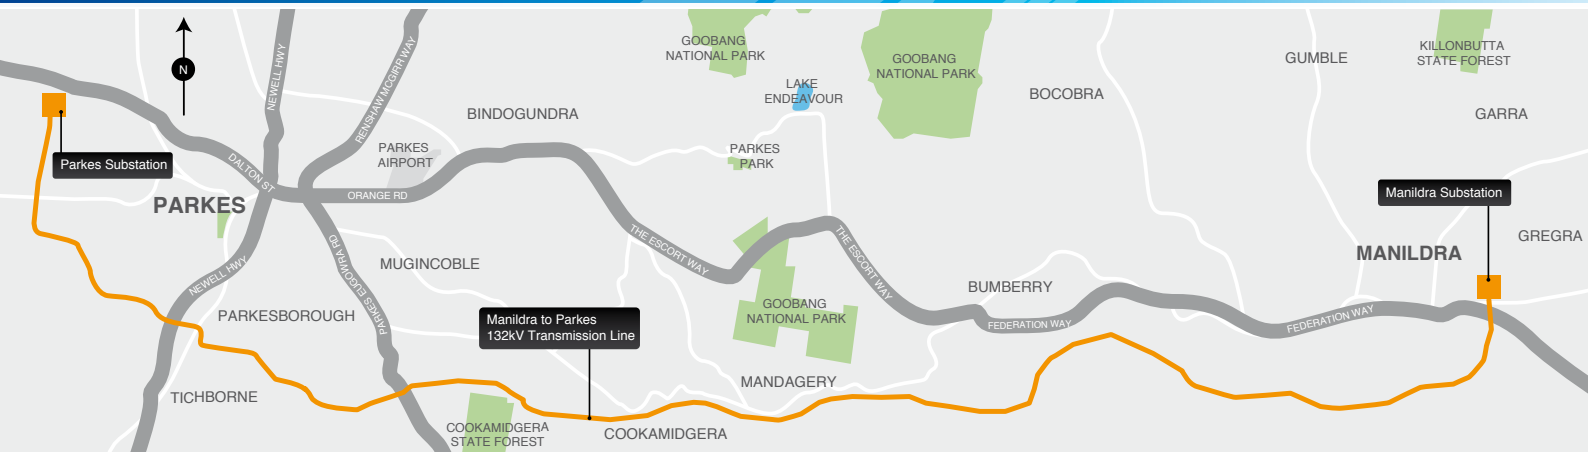 N
NEWELL HWY
RENSHAW MCGIRR WAY
GOOBANG
NATIONAL PARK
GOOBANG
NATIONAL PARK
KILLONBUTTA
STATE FOREST
GUMBLE
LAKE
ENDEAVOUR
BOCOBRA
BINDOGUNDRA
GARRA
Parkes Substation
DALTON ST
PARKES
AIRPORT
PARKES
PARK
ORANGE RD
PARKES
Manildra Substation
THE ESCORT WAY
THE ESCORT WAY
MANILDRA
GREGRA
NEWELL HWY
PARKES EUGOWRA RD
MUGINCOBLE
BUMBERRY
GOOBANG
NATIONAL PARK
PARKESBOROUGH
Manildra to Parkes
132kV Transmission Line
FEDERATION WAY
FEDERATION WAY
TICHBORNE
MANDAGERY
COOKAMIDGERA
STATE FOREST
COOKAMIDGERA